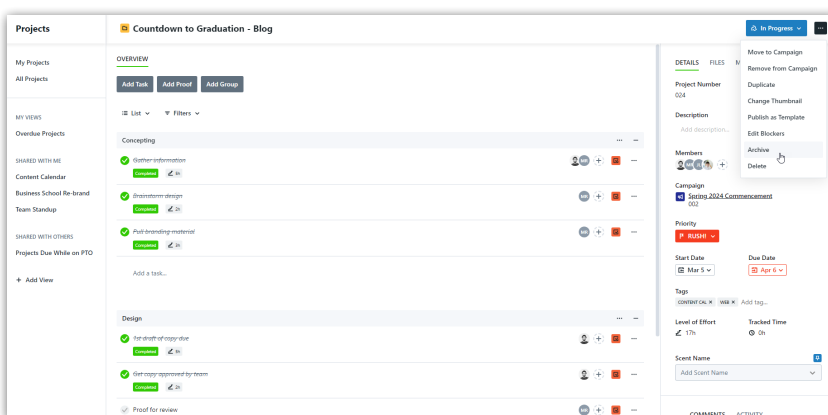 Projects
My Projects
All Projects
MY VIEWS
Overdue Projects
SHARED WITH ME
Content Calendar
Business School Re-brand
Team Standup
SHARED WITH OTHERS
Projects Due While on PTO
+ Add View
Countdown to Graduation - Blog
In Progress
OVERVIEW
Add Task Add Proof Add Group
List Filters
Concepting
Gather information
MR
Completed
Brainstorm design
MR
Completed 2h
Pull branding material
MR
Completed
Add a task...
Design
1st draft of copy due
Completed
Get copy approved by team
Completed 2h
Proof for review
MR
Move to Campaign
Remove from Campaign
Duplicate
Change Thumbnail
Publish as Template
Edit Blockers
Archive
Delete
DETAILS FILES M
Project Number
024
Description
Add description...
Members
MR
Campaign
Spring 2024 Commencement
002
Priority
RUSH!
Start Date Due Date
Mar 5 Apr 6
Tags
CONTENT CAL × WEB × Add tag...
Level of Effort Tracked Time
17h 0h
Scent Name
Add Scent Name
COMMENTS ACTIVITY